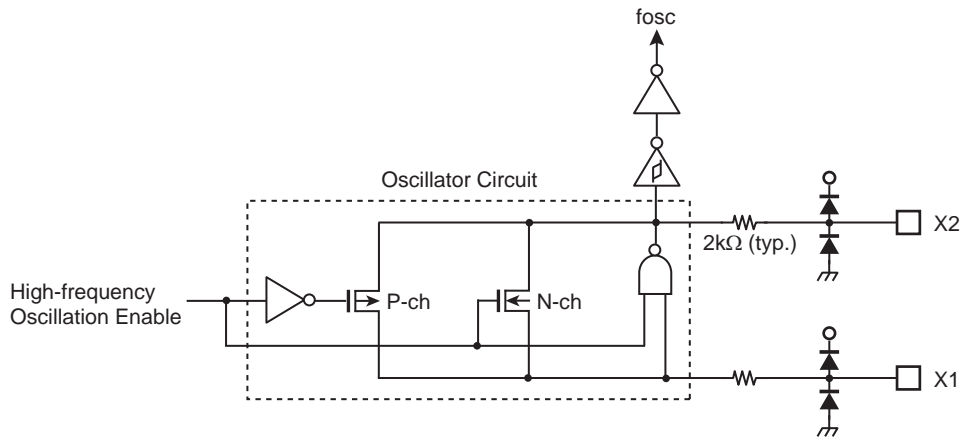 fosc
Oscillator Circuit
2kΩ (typ.)
X2
High-frequency
Oscillation Enable
P-ch
N-ch
X1